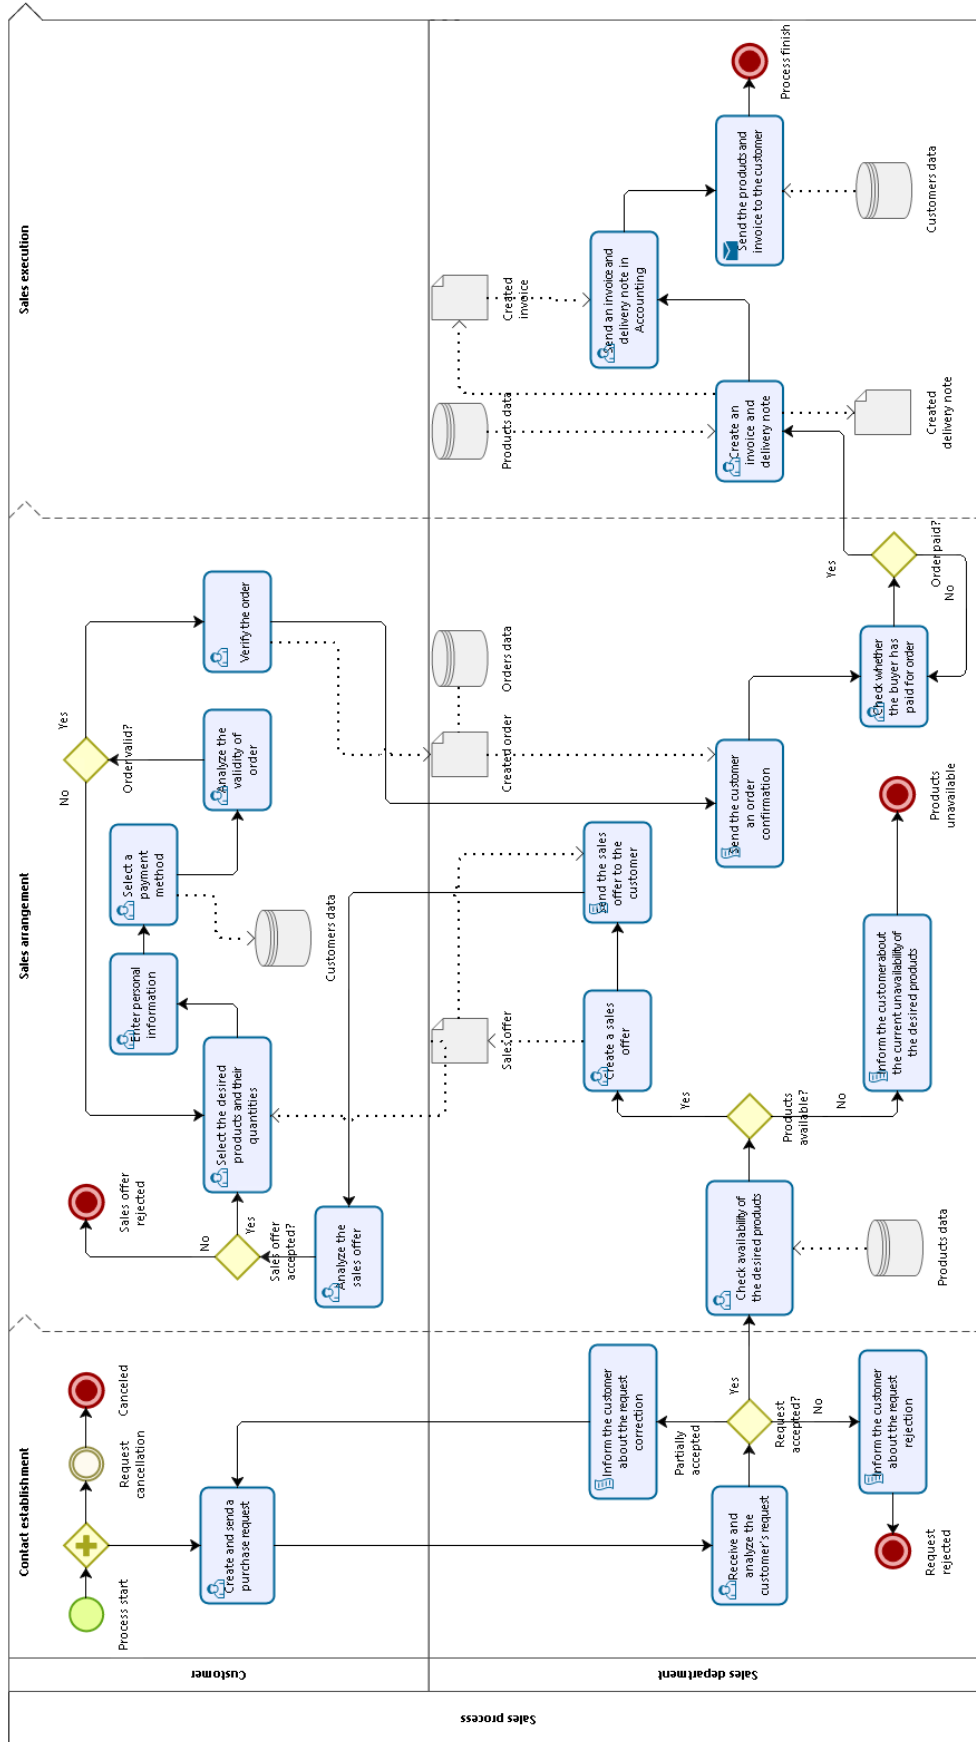 Sales process
Customer
Sales department
Contact establishment
Sales arrangement
Sales execution
Process start
Request
cancellation
Canceled
Create and send a
purchase request
Receive and
analyze the
customer's request
Request
accepted?
Partially
accepted
Yes
No
Inform the customer
about the request
correction
Inform the customer
about the request
rejection
Request
rejected
Check availability of
the desired products
Products data
Products
available?
Yes
No
Create a sales
offer
Sales offer
Send the sales
offer to the
customer
Inform the customer about
the current unavailability of
the desired products
Products
unavailable
Analyze the
sales offer
Sales offer
accepted?
No
Yes
Sales offer
rejected
Select the desired
products and their
quantities
Enter personal
information
Select a
payment
method
Customers data
Analyze the
validity of
order
Order valid?
No
Yes
Verify the order
Created order
Orders data
Send the customer
an order
confirmation
Check whether
the buyer has
paid for order
Order paid?
Yes
No
Create an
invoice and
delivery note
Products data
Created
invoice
Created
delivery note
Send an invoice and
delivery note in
Accounting
Send the products and
invoice to the customer
Customers data
Process finish